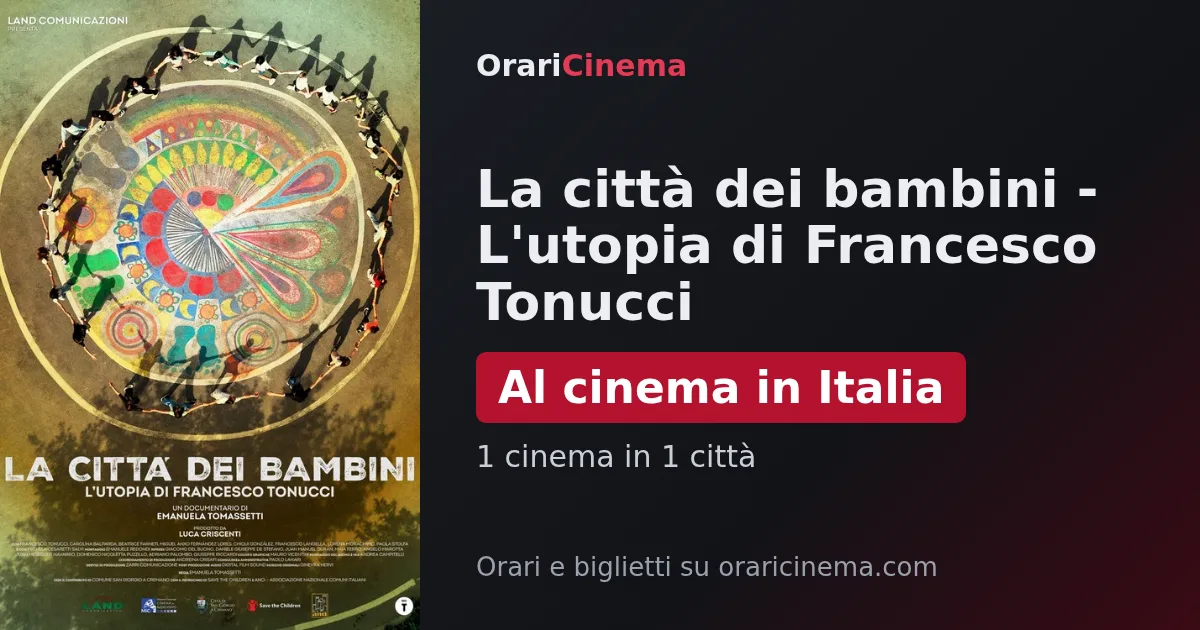 LAND COMUNICAZIONI
PRESENTA
LA CITTÀ DEI BAMBINI
L'UTOPIA DI FRANCESCO TONUCCI
UN DOCUMENTARIO DI
EMANUELA TOMASSETTI
PRODOTTO DA
LUCA CRISCENTI
LAND
Save the Children
OrariCinema
La città dei bambini -
L'utopia di Francesco
Tonucci
Al cinema in Italia
1 cinema in 1 città
Orari e biglietti su oraricinema.com